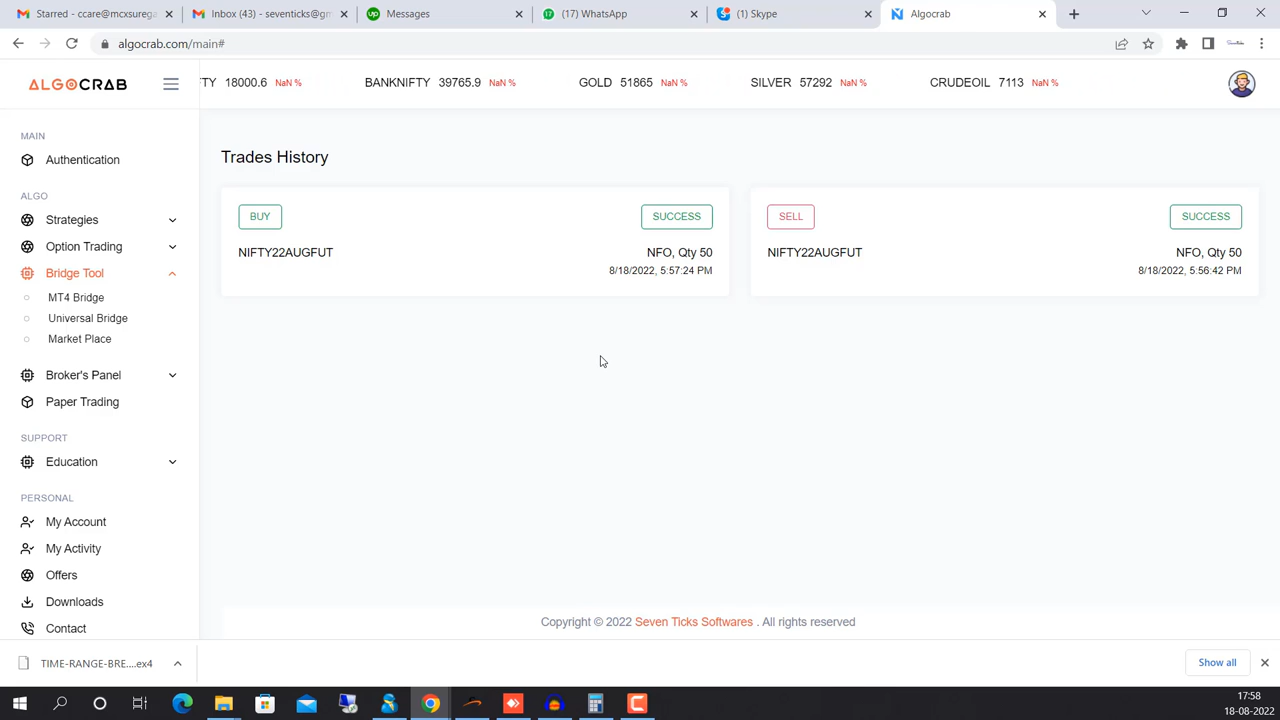 Starred - ccare@mcxsurega
Inbox (43) - seventicks@gm
Messages
(17) WhatsApp
(1) Skype
Algocrab
algocrab.com/main#
ALGOCRAB
TY 18000.6 NaN % BANKNIFTY 39765.9 NaN % GOLD 51865 NaN % SILVER 57292 NaN % CRUDEOIL 7113 NaN %
MAIN
Authentication
ALGO
Strategies
Option Trading
Bridge Tool
MT4 Bridge
Universal Bridge
Market Place
Broker's Panel
Paper Trading
SUPPORT
Education
PERSONAL
My Account
My Activity
Offers
Downloads
Contact
Trades History
BUY SUCCESS
NIFTY22AUGFUT NFO, Qty 50
8/18/2022, 5:57:24 PM
SELL SUCCESS
NIFTY22AUGFUT NFO, Qty 50
8/18/2022, 5:56:42 PM
Copyright © 2022 Seven Ticks Softwares . All rights reserved
TIME-RANGE-BRE....ex4
Show all
17:58
18-08-2022